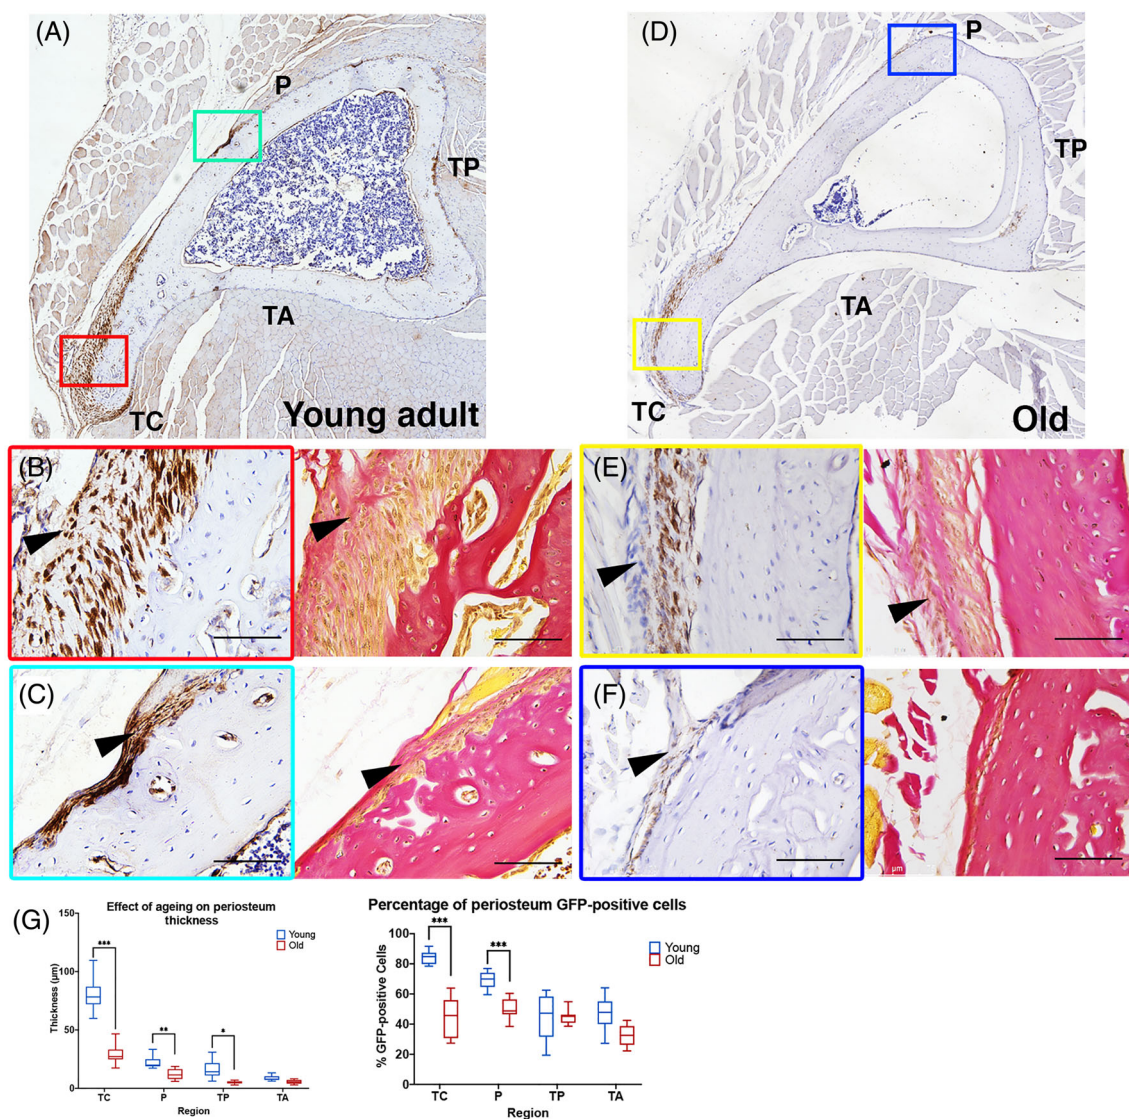 (A)
P
TP
TA
TC
Young adult
(D)
P
TP
TA
TC
Old
(B)
(E)
(C)
(F)
µm
(G)
Effect of ageing on periosteum
thickness
Thickness (µm)
150
100
50
0
***
**
*
Young
Old
TC P TP TA
Region
Percentage of periosteum GFP-positive cells
% GFP-positive Cells
100
80
60
40
20
0
***
***
Young
Old
TC P TP TA
Region